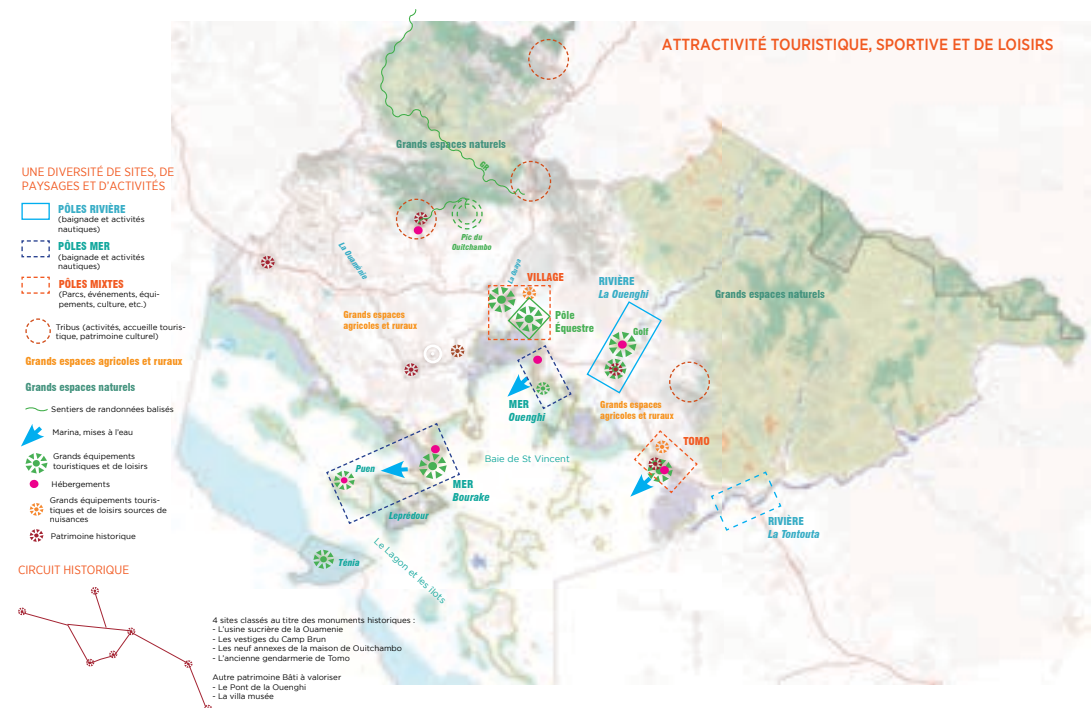 ATTRACTIVITÉ TOURISTIQUE, SPORTIVE ET DE LOISIRS
UNE DIVERSITÉ DE SITES, DE
PAYSAGES ET D'ACTIVITÉS
PÔLES RIVIÈRE
(baignade et activités
nautiques)
PÔLES MER
(baignade et activités
nautiques)
PÔLES MIXTES
(Parcs, événements, équi-
pements, culture, etc.)
Tribus (activités, accueille touris-
tique, patrimoine culturel)
Grands espaces agricoles et ruraux
Grands espaces naturels
Sentiers de randonnées balisés
Marina, mises à l'eau
Grands équipements
touristiques et de loisirs
Hébergements
Grands équipements touris-
tiques et de loisirs sources de
nuisances
Patrimoine historique
CIRCUIT HISTORIQUE
4 sites classés au titre des monuments historiques :
- L'usine sucrière de la Ouamenie
- Les vestiges du Camp Brun
- Les neuf annexes de la maison de Ouitchambo
- L'ancienne gendarmerie de Tomo
Autre patrimoine Bâti à valoriser
- Le Pont de la Ouenghi
- La villa musée
Grands espaces naturels
GR
Pic du
Ouitchambo
La Ouaménie
La Ouaya
VILLAGE
Pôle
Équestre
RIVIÈRE
La Ouenghi
Golf
Grands espaces naturels
Grands espaces
agricoles et ruraux
MER
Ouenghi
Grands espaces
agricoles et ruraux
TOMO
Baie de St Vincent
Puen
MER
Bourake
Leprédour
RIVIÈRE
La Tontouta
Ténia
Le Lagon et les îlots